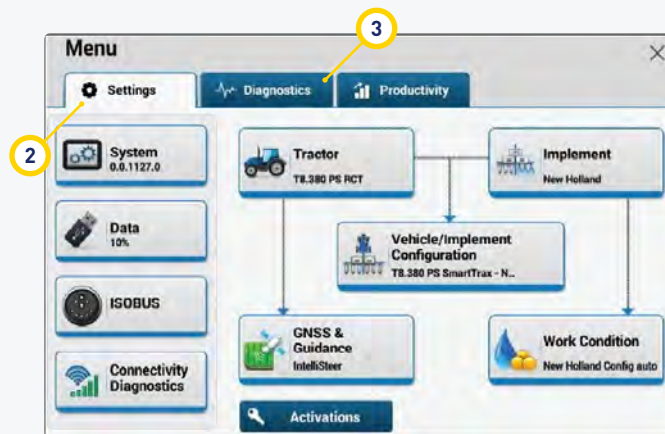 3
Menu
Settings
Diagnostics
Productivity
2
System
0.0.1127.0
Tractor
T8.380 PS RCT
Implement
New Holland
Data
10%
Vehicle/Implement
Configuration
T8.380 PS SmartTrax - N..
ISOBUS
GNSS &
Guidance
IntelliSteer
Work Condition
New Holland Config auto
Connectivity
Diagnostics
Activations